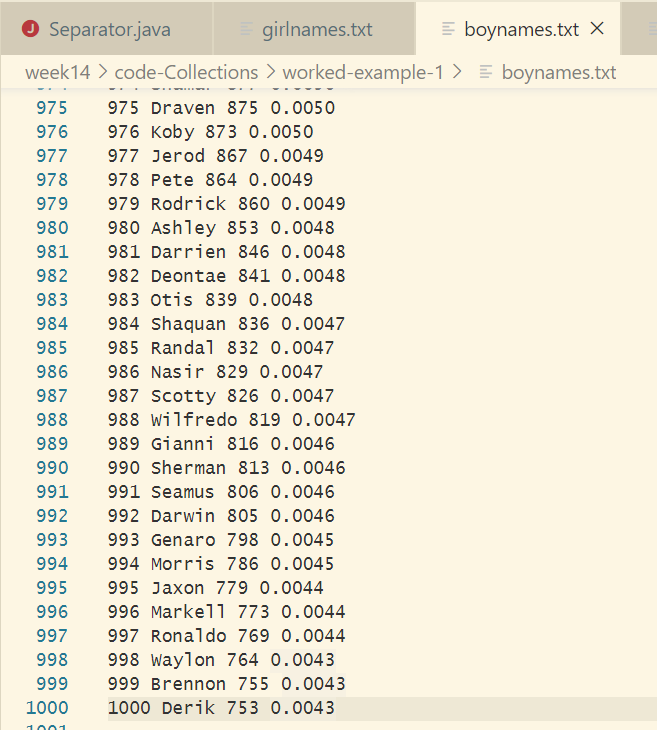 Separator.java girlnames.txt boynames.txt
week14 > code-Collections > worked-example-1 > boynames.txt
975 975 Draven 875 0.0050
976 976 Koby 873 0.0050
977 977 Jerod 867 0.0049
978 978 Pete 864 0.0049
979 979 Rodrick 860 0.0049
980 980 Ashley 853 0.0048
981 981 Darrien 846 0.0048
982 982 Deontae 841 0.0048
983 983 Otis 839 0.0048
984 984 Shaquan 836 0.0047
985 985 Randal 832 0.0047
986 986 Nasir 829 0.0047
987 987 Scotty 826 0.0047
988 988 Wilfredo 819 0.0047
989 989 Gianni 816 0.0046
990 990 Sherman 813 0.0046
991 991 Seamus 806 0.0046
992 992 Darwin 805 0.0046
993 993 Genaro 798 0.0045
994 994 Morris 786 0.0045
995 995 Jaxon 779 0.0044
996 996 Markell 773 0.0044
997 997 Ronaldo 769 0.0044
998 998 Waylon 764 0.0043
999 999 Brennon 755 0.0043
1000 1000 Derik 753 0.0043